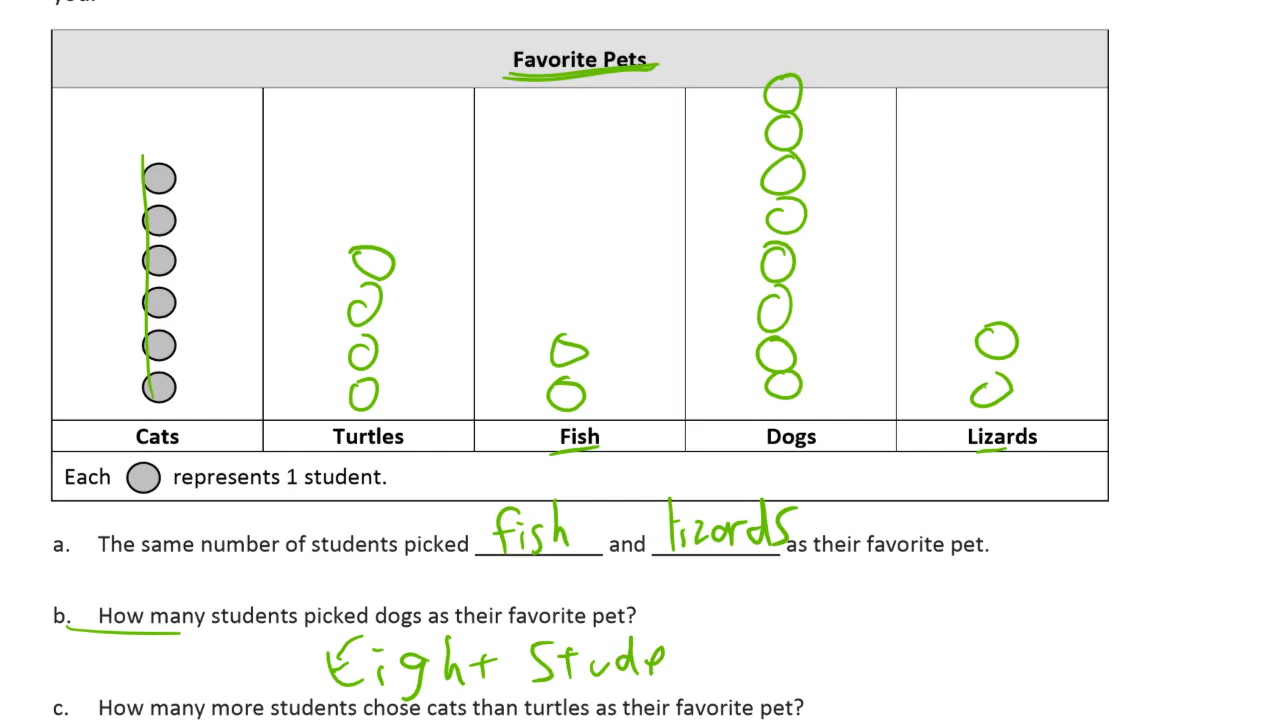 Favorite Pets
Cats Turtles Fish Dogs Lizards
Each represents 1 student.
a. The same number of students picked fish and lizards as their favorite pet.
b. How many students picked dogs as their favorite pet?
Eight Stude
c. How many more students chose cats than turtles as their favorite pet?